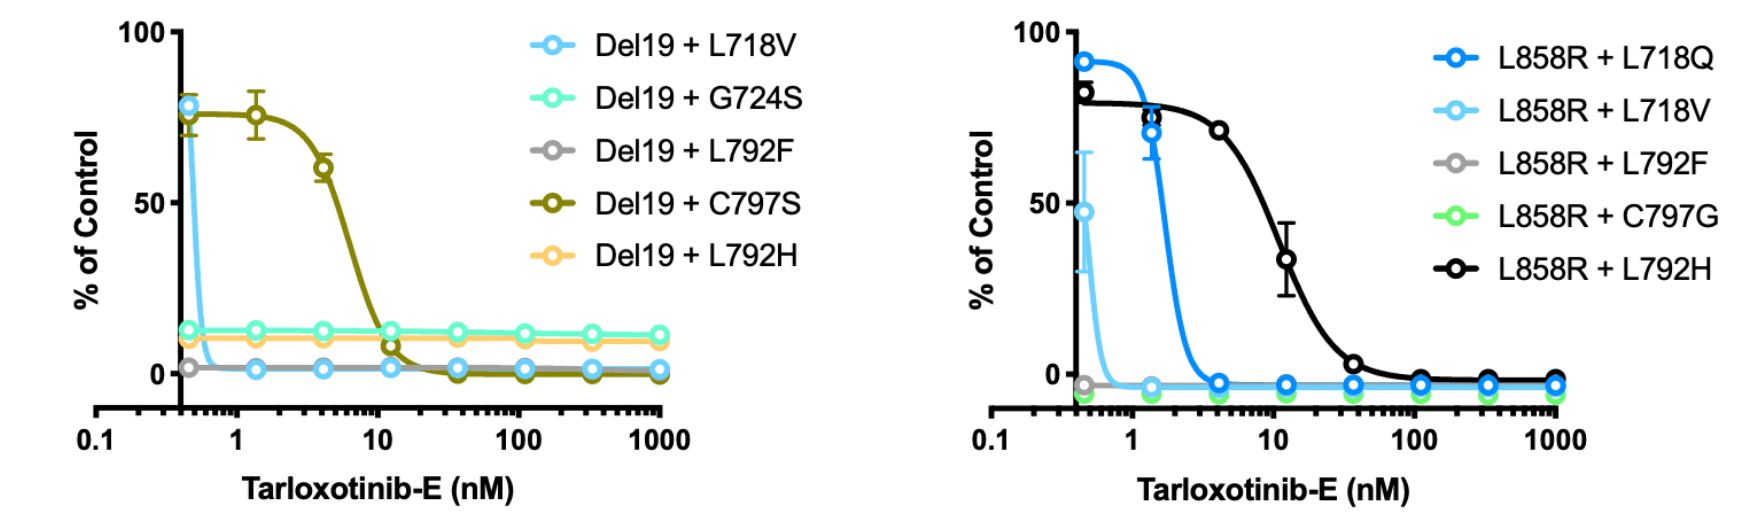 100
50
0
% of Control
0.1 1 10 100 1000
Tarloxotinib-E (nM)
Del19 + L718V
Del19 + G724S
Del19 + L792F
Del19 + C797S
Del19 + L792H
100
50
0
% of Control
0.1 1 10 100 1000
Tarloxotinib-E (nM)
L858R + L718Q
L858R + L718V
L858R + L792F
L858R + C797G
L858R + L792H